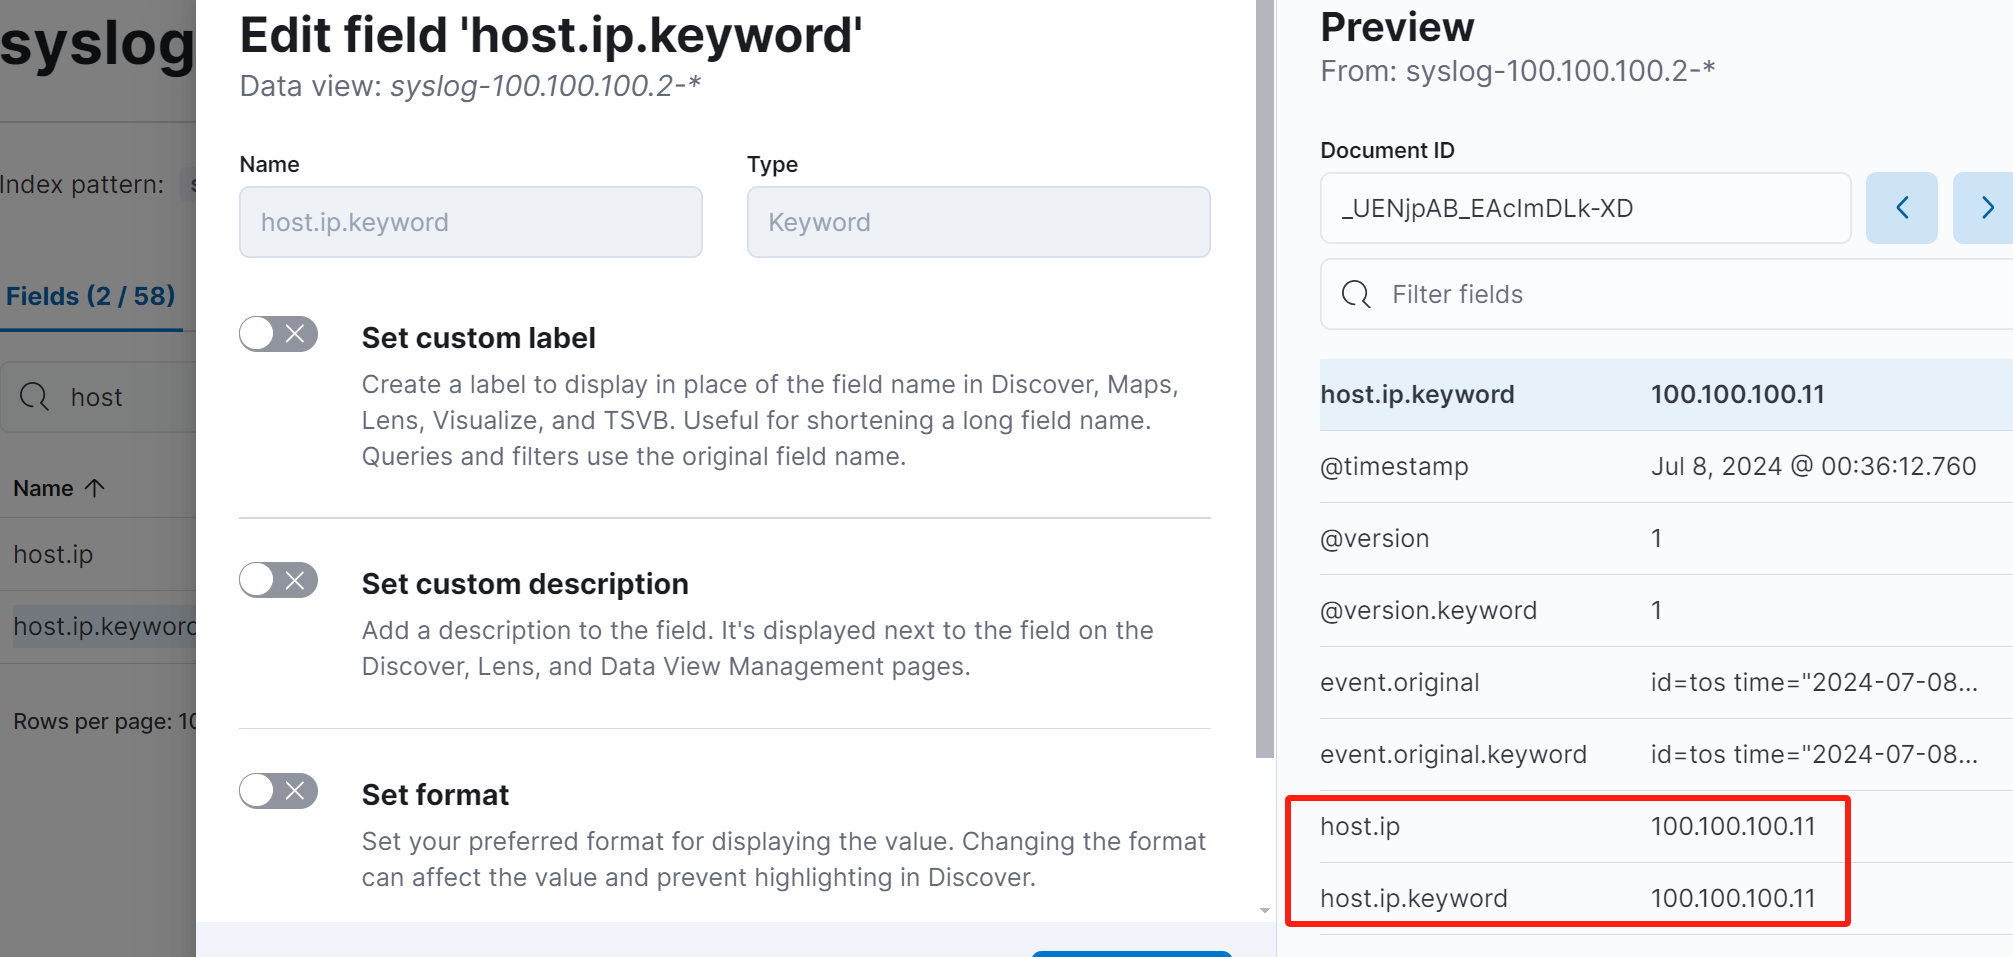 syslog
Index pattern:
Fields (2 / 58)
host
Name
host.ip
host.ip.keyword
Rows per page: 10
Edit field 'host.ip.keyword'
Data view: syslog-100.100.100.2-*
Name
Type
host.ip.keyword
Keyword
Set custom label
Create a label to display in place of the field name in Discover, Maps,
Lens, Visualize, and TSVB. Useful for shortening a long field name.
Queries and filters use the original field name.
Set custom description
Add a description to the field. It's displayed next to the field on the
Discover, Lens, and Data View Management pages.
Set format
Set your preferred format for displaying the value. Changing the format
can affect the value and prevent highlighting in Discover.
Preview
From: syslog-100.100.100.2-*
Document ID
_UENjpAB_EAcImDLk-XD
Filter fields
host.ip.keyword 100.100.100.11
@timestamp Jul 8, 2024 @ 00:36:12.760
@version 1
@version.keyword 1
event.original id=tos time="2024-07-08...
event.original.keyword id=tos time="2024-07-08...
host.ip 100.100.100.11
host.ip.keyword 100.100.100.11